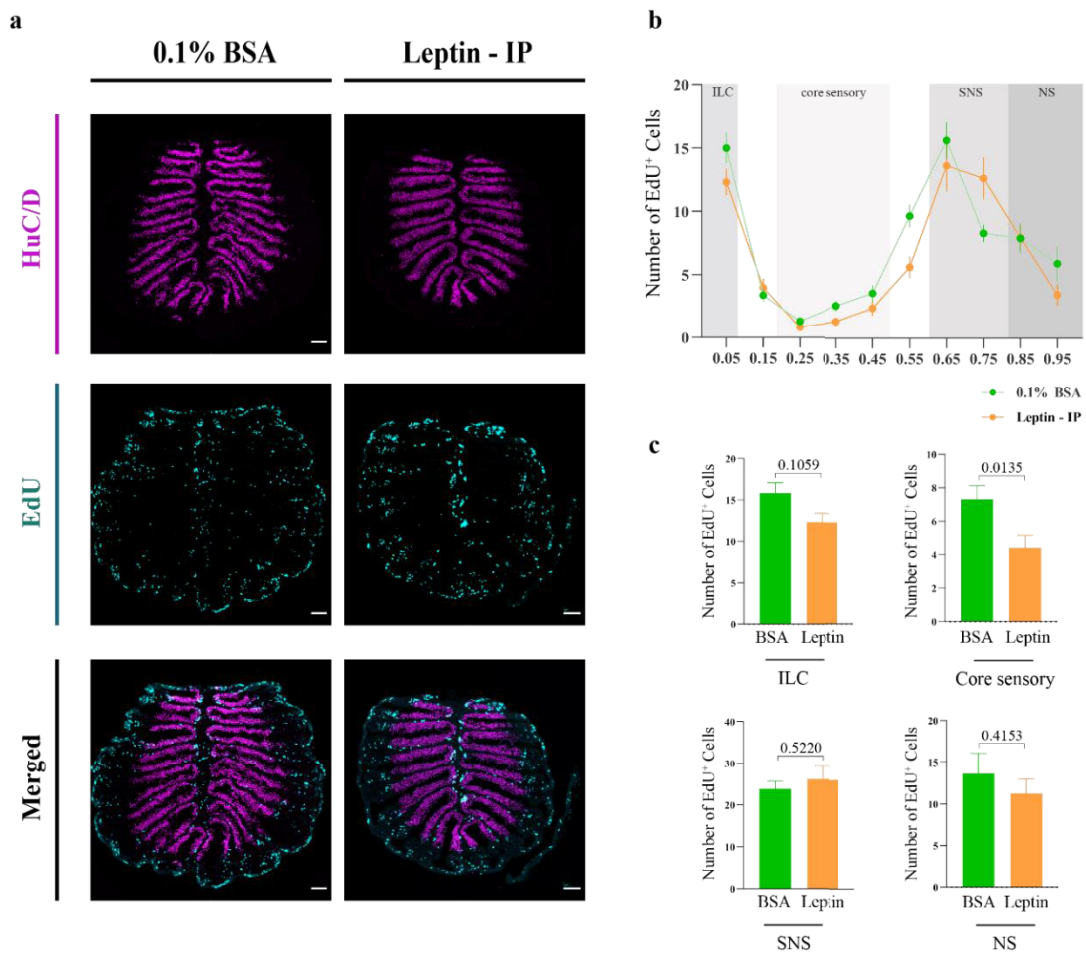 a
0.1% BSA
Leptin - IP
HuC/D
EdU
Merged
b
Number of EdU⁺ Cells
20
15
10
5
0
ILC
core sensory
SNS
NS
0.05 0.15 0.25 0.35 0.45 0.55 0.65 0.75 0.85 0.95
0.1% BSA
Leptin - IP
c
Number of EdU⁺ Cells
20
15
10
5
0
0.1059
BSA Leptin
ILC
Number of EdU⁺ Cells
8
6
4
2
0
0.0135
BSA Leptin
Core sensory
Number of EdU⁺ Cells
40
30
20
10
0
0.5220
BSA Leptin
SNS
Number of EdU⁺ Cells
20
15
10
5
0
0.4153
BSA Leptin
NS